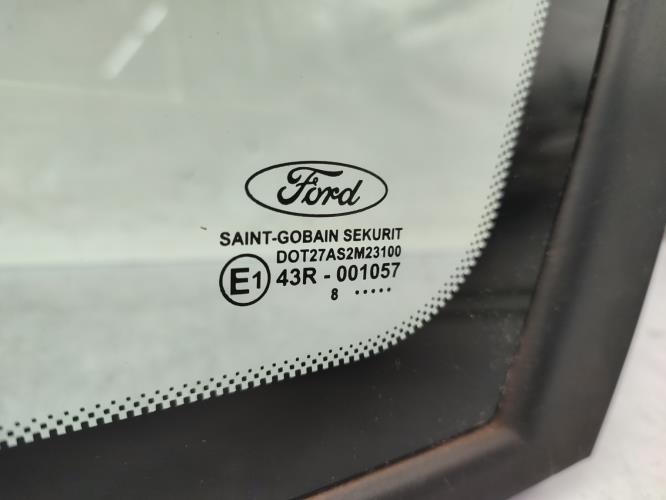 Ford
SAINT-GOBAIN SEKURIT
DOT27AS2M23100
E1 43R - 001057
8 .....